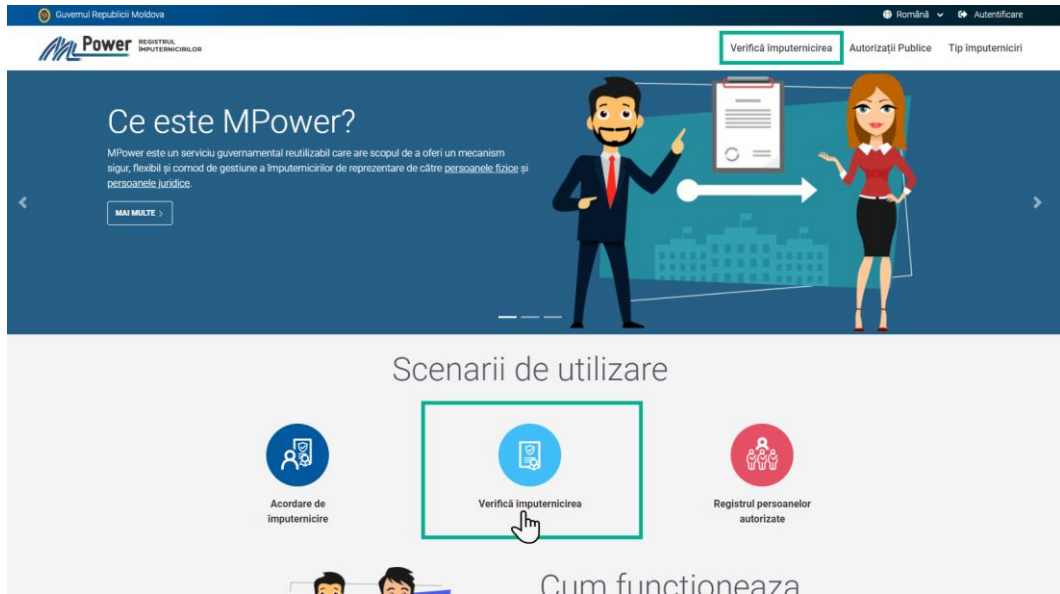 Guvernul Republicii Moldova
Română
Autentificare
MPower REGISTRUL ÎMPUTERNICIRILOR
Verifică împuternicirea
Autorizații Publice
Tip împuterniciri
Ce este MPower?
MPower este un serviciu guvernamental reutilizabil care are scopul de a oferi un mecanism
sigur, flexibil și comod de gestiune a împuternicirilor de reprezentare de către persoanele fizice și
persoanele juridice.
MAI MULTE >
Scenarii de utilizare
Acordare de
împuternicire
Verifică împuternicirea
Registrul persoanelor
autorizate
Cum funcționeaza